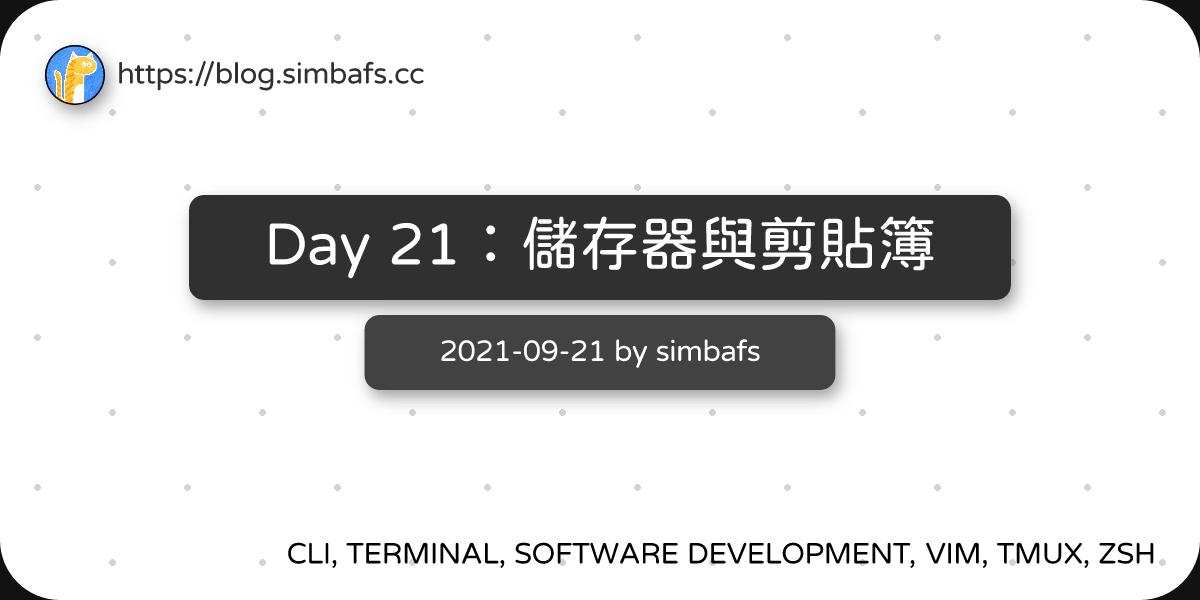 https://blog.simbafs.cc
Day 21：儲存器與剪貼簿
2021-09-21 by simbafs
CLI, TERMINAL, SOFTWARE DEVELOPMENT, VIM, TMUX, ZSH